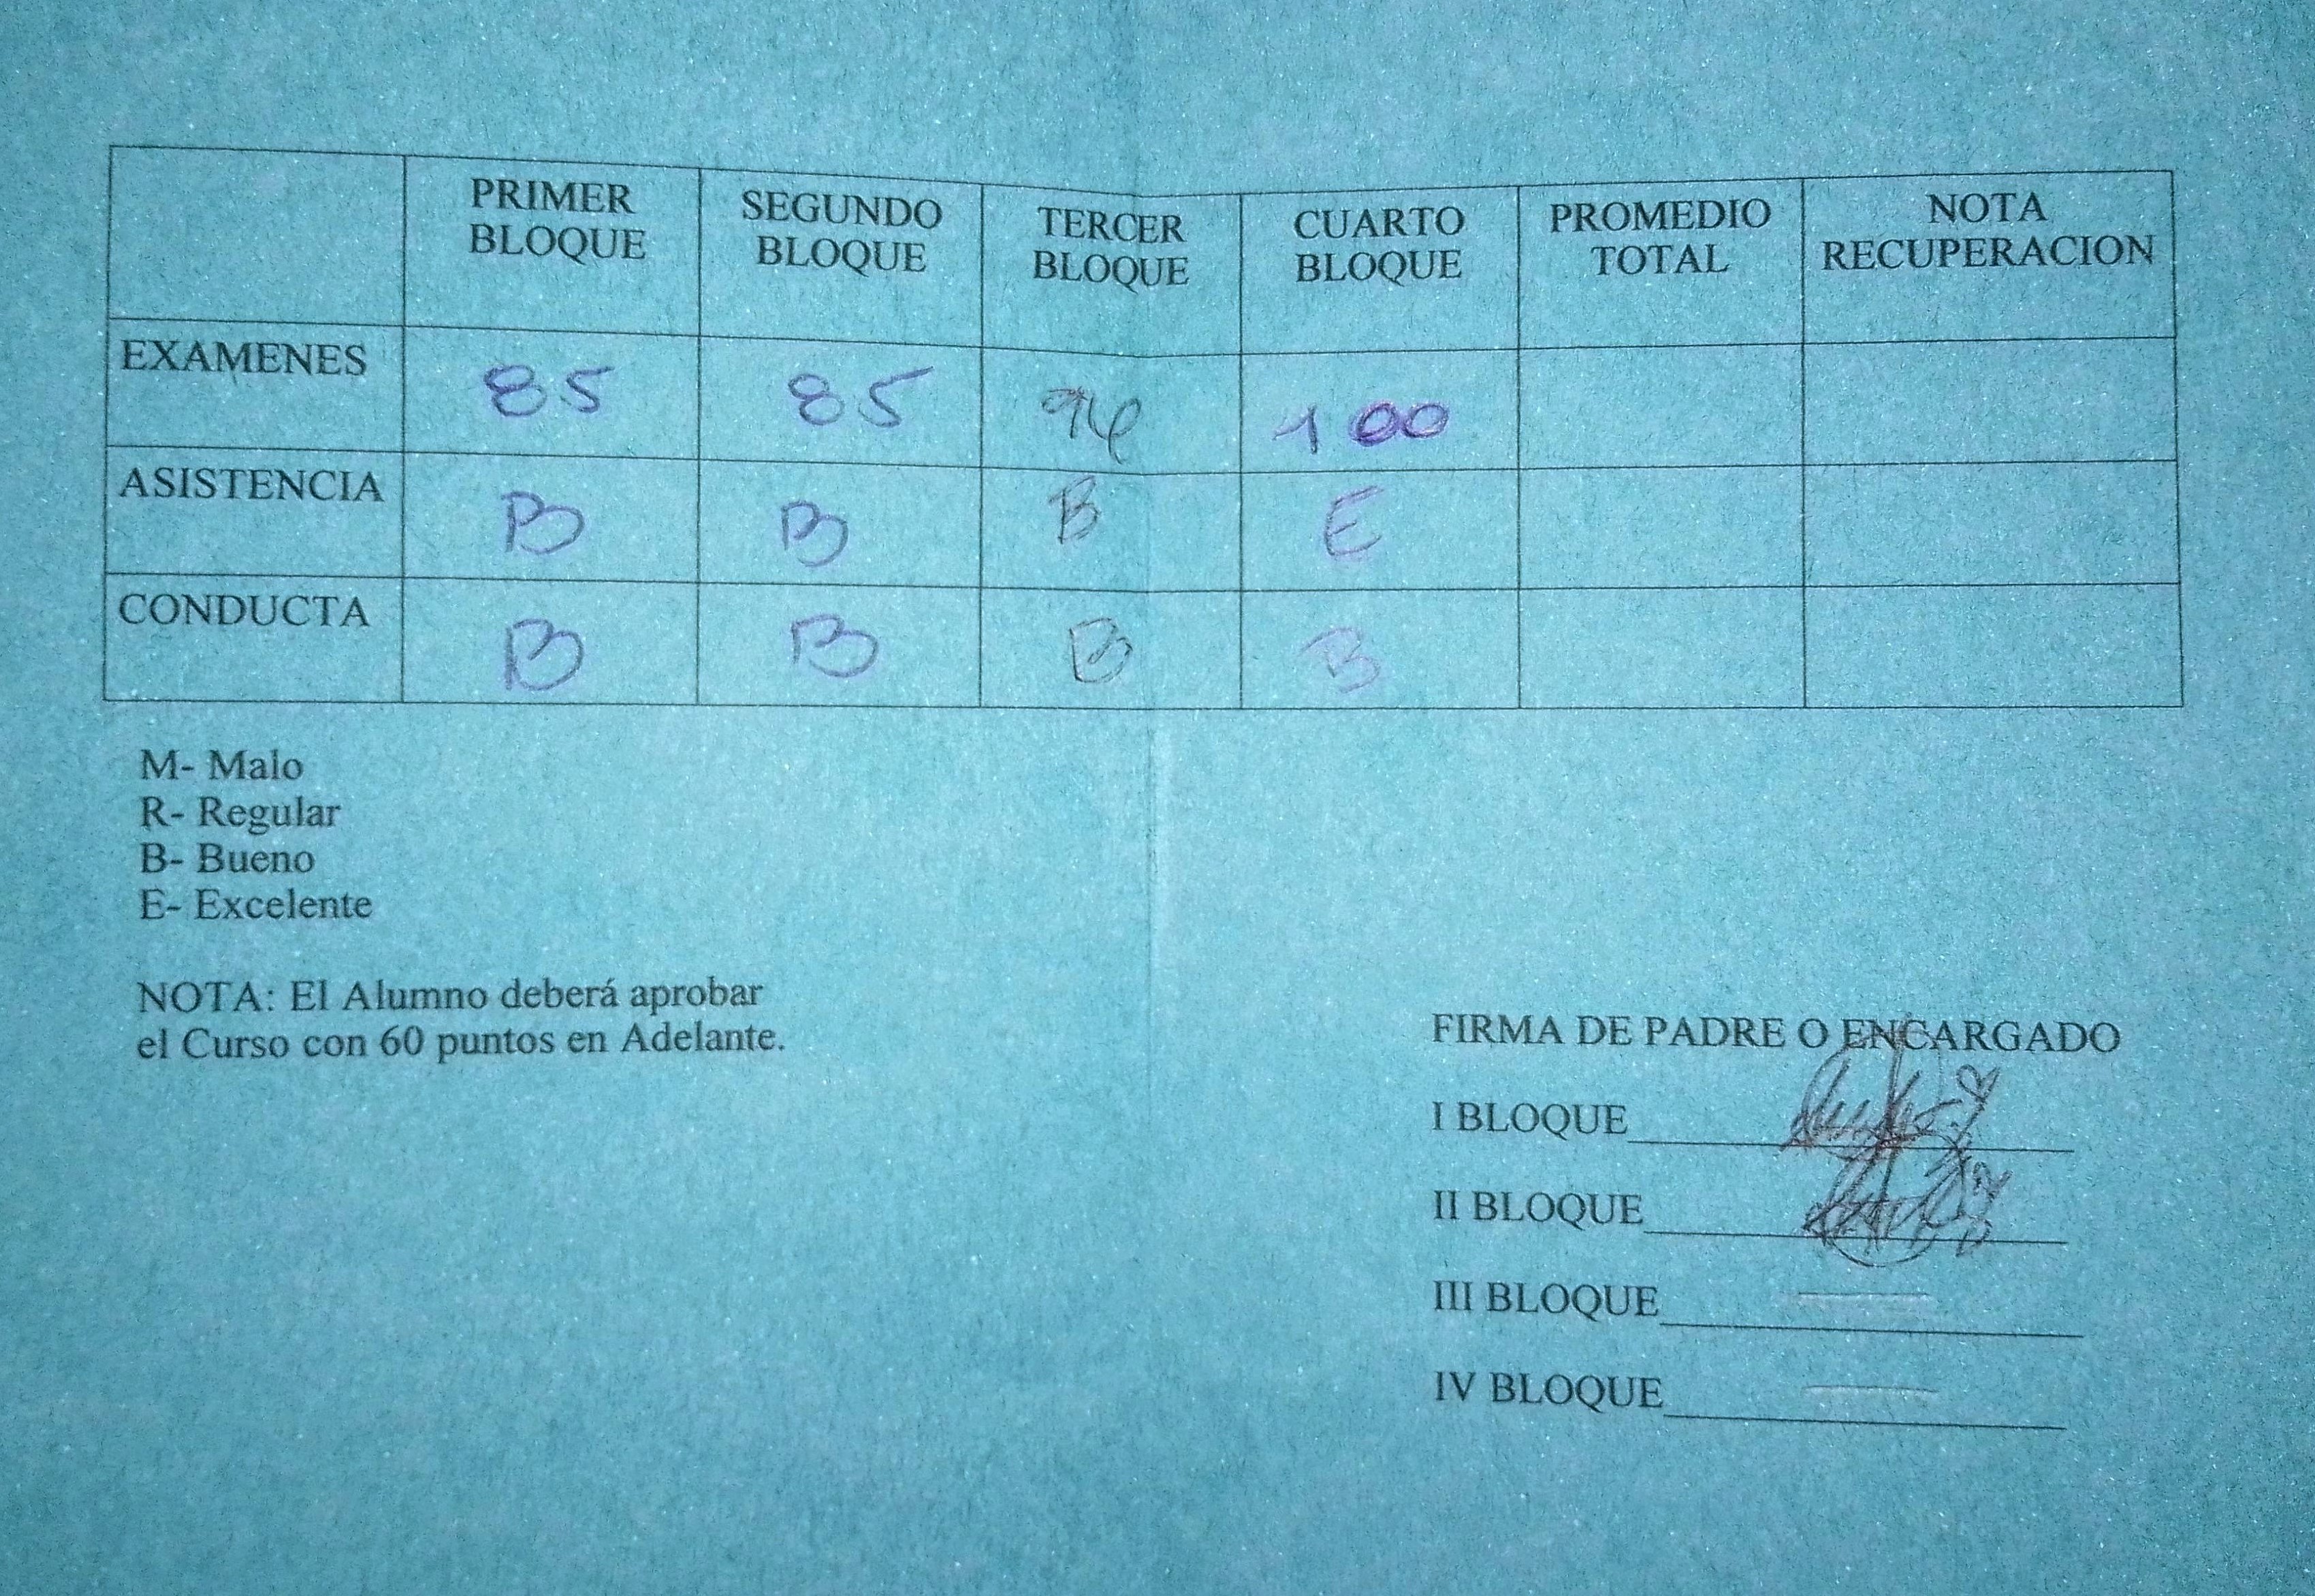 PRIMER BLOQUE SEGUNDO BLOQUE TERCER BLOQUE CUARTO BLOQUE PROMEDIO TOTAL NOTA RECUPERACION
EXAMENES 85 85 94 100
ASISTENCIA B B B E
CONDUCTA B B B B
M- Malo
R- Regular
B- Bueno
E- Excelente
NOTA: El Alumno deberá aprobar
el Curso con 60 puntos en Adelante.
FIRMA DE PADRE O ENCARGADO
I BLOQUE
II BLOQUE
III BLOQUE
IV BLOQUE